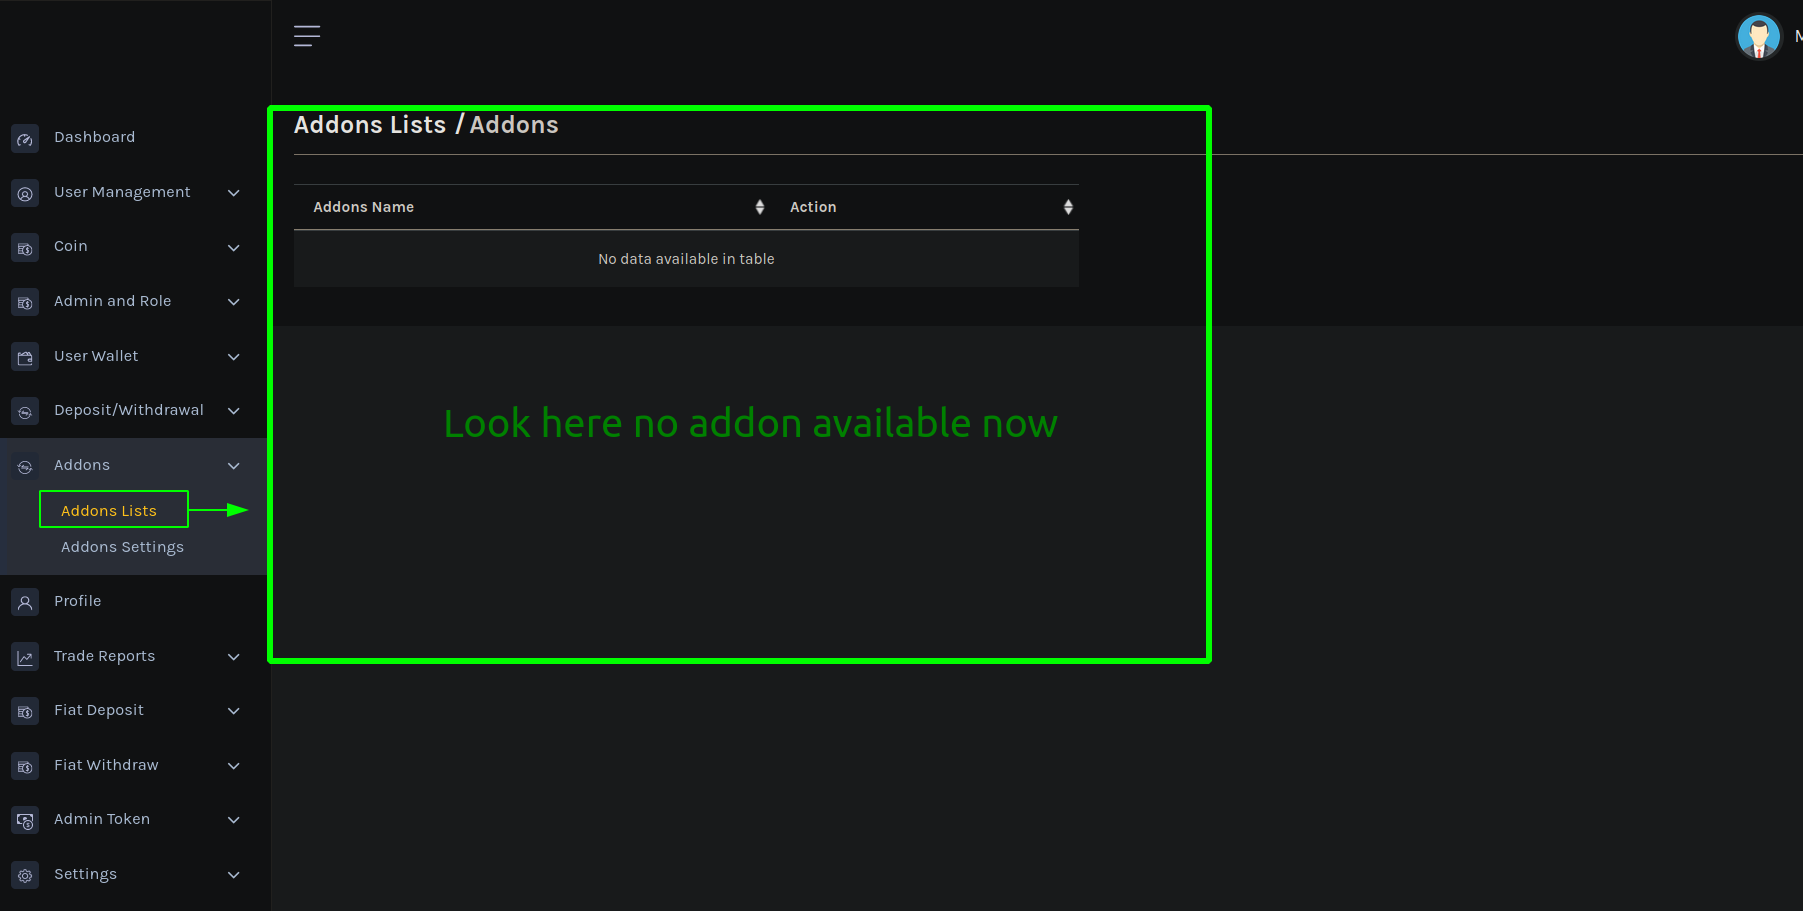 M
Dashboard
User Management
Coin
Admin and Role
User Wallet
Deposit/Withdrawal
Addons
Addons Lists
Addons Settings
Profile
Trade Reports
Fiat Deposit
Fiat Withdraw
Admin Token
Settings
Addons Lists / Addons
Addons Name Action
No data available in table
Look here no addon available now